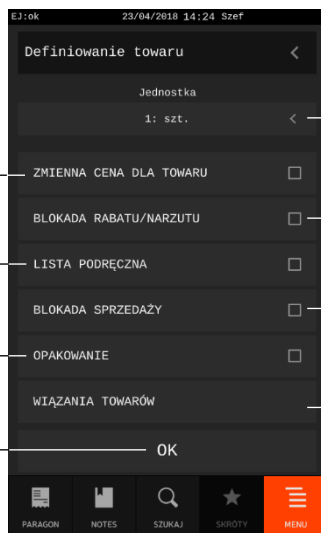 EJ:ok 23/04/2018 14:24 Szef
Definiowanie towaru
Jednostka
1: szt.
ZMIENNA CENA DLA TOWARU
BLOKADA RABATU/NARZUTU
LISTA PODRĘCZNA
BLOKADA SPRZEDAŻY
OPAKOWANIE
WIĄZANIA TOWARÓW
OK
PARAGON NOTES SZUKAJ SKRÓTY MENU